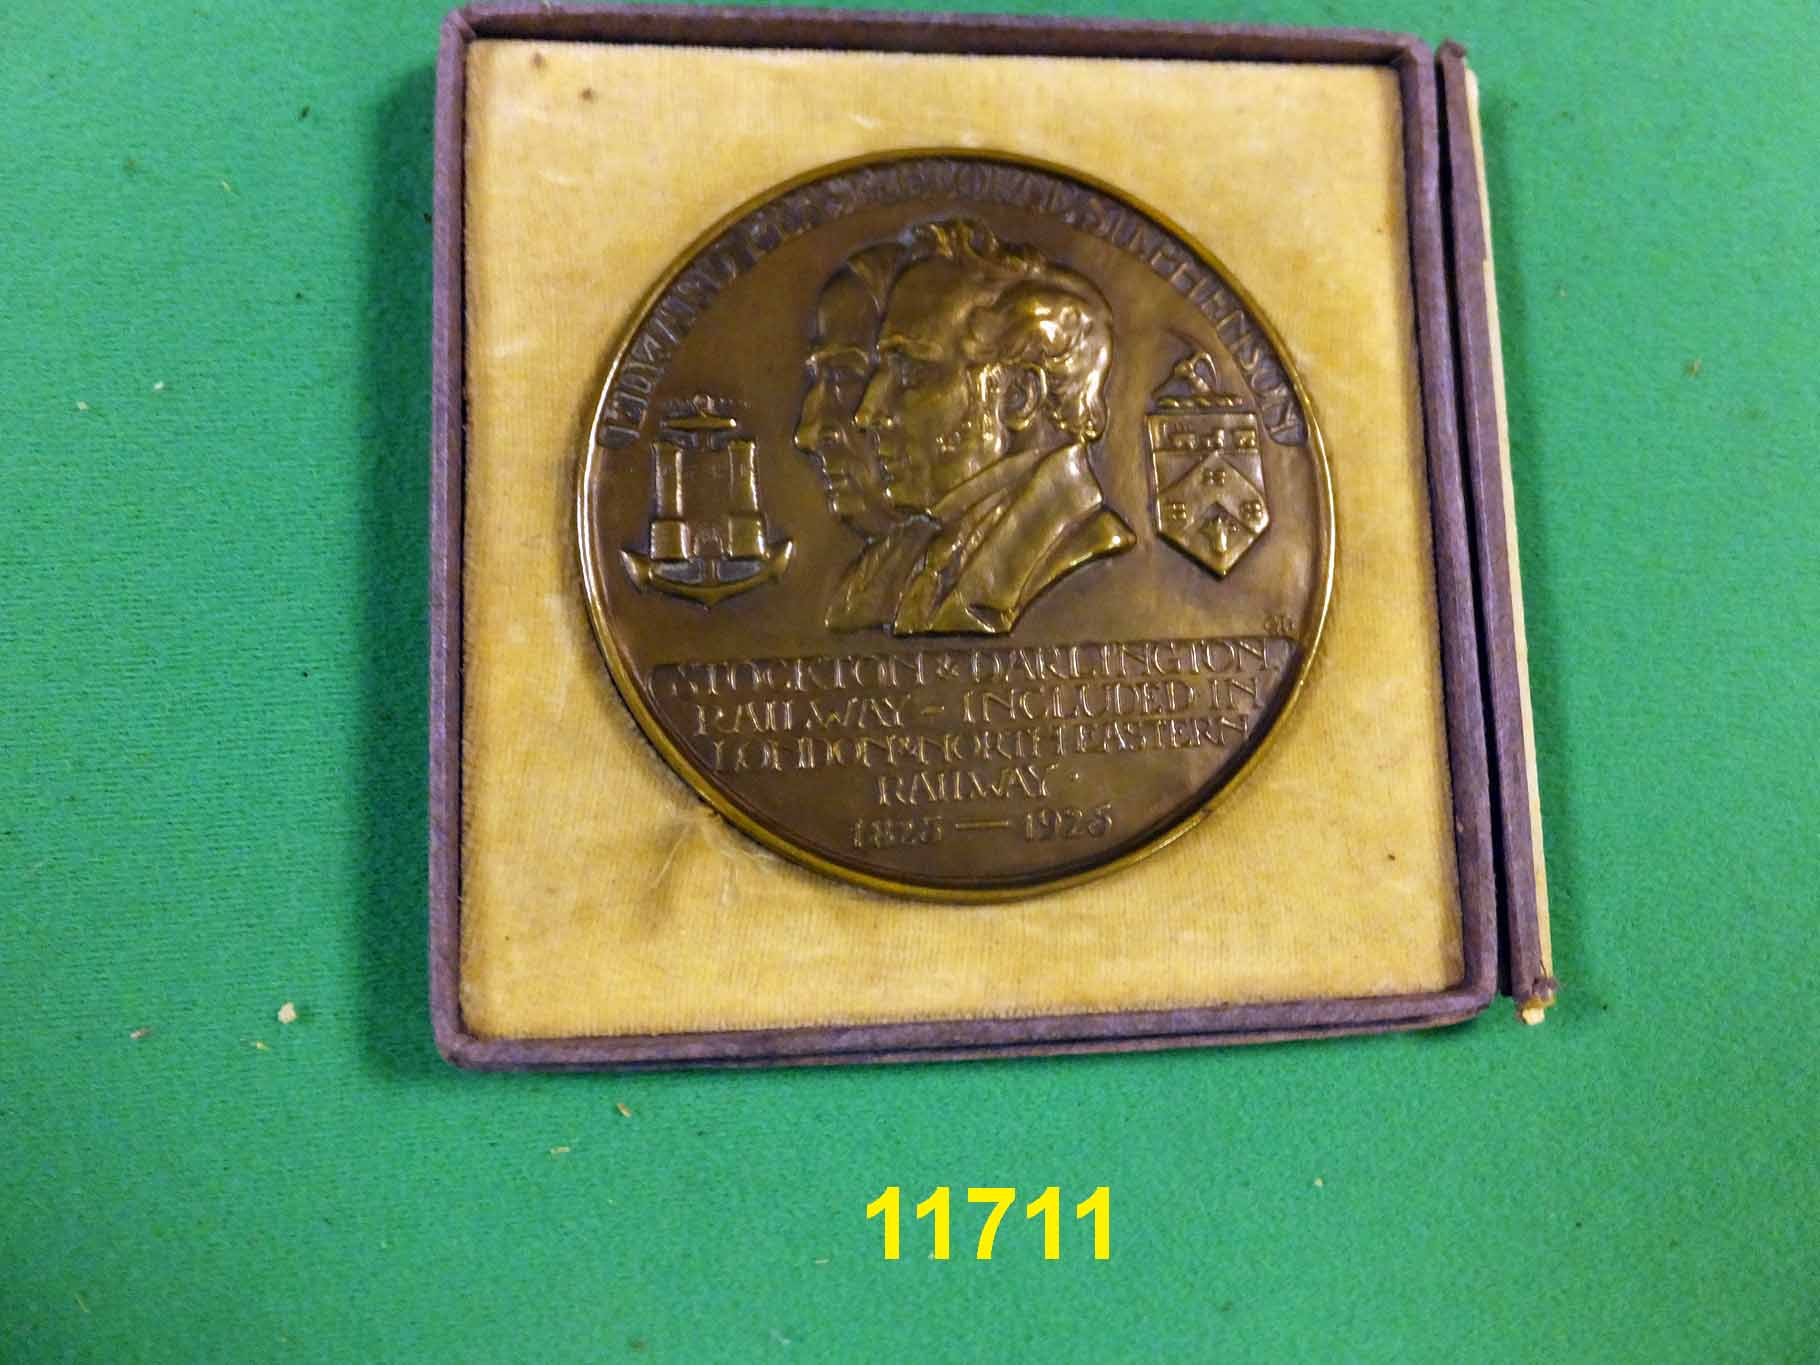 EDWARD PEASE & GEORGE STEPHENSON
STOCKTON & DARLINGTON
RAILWAY - INCLUDED IN
LONDON & NORTH EASTERN
RAILWAY
1825 — 1925
11711